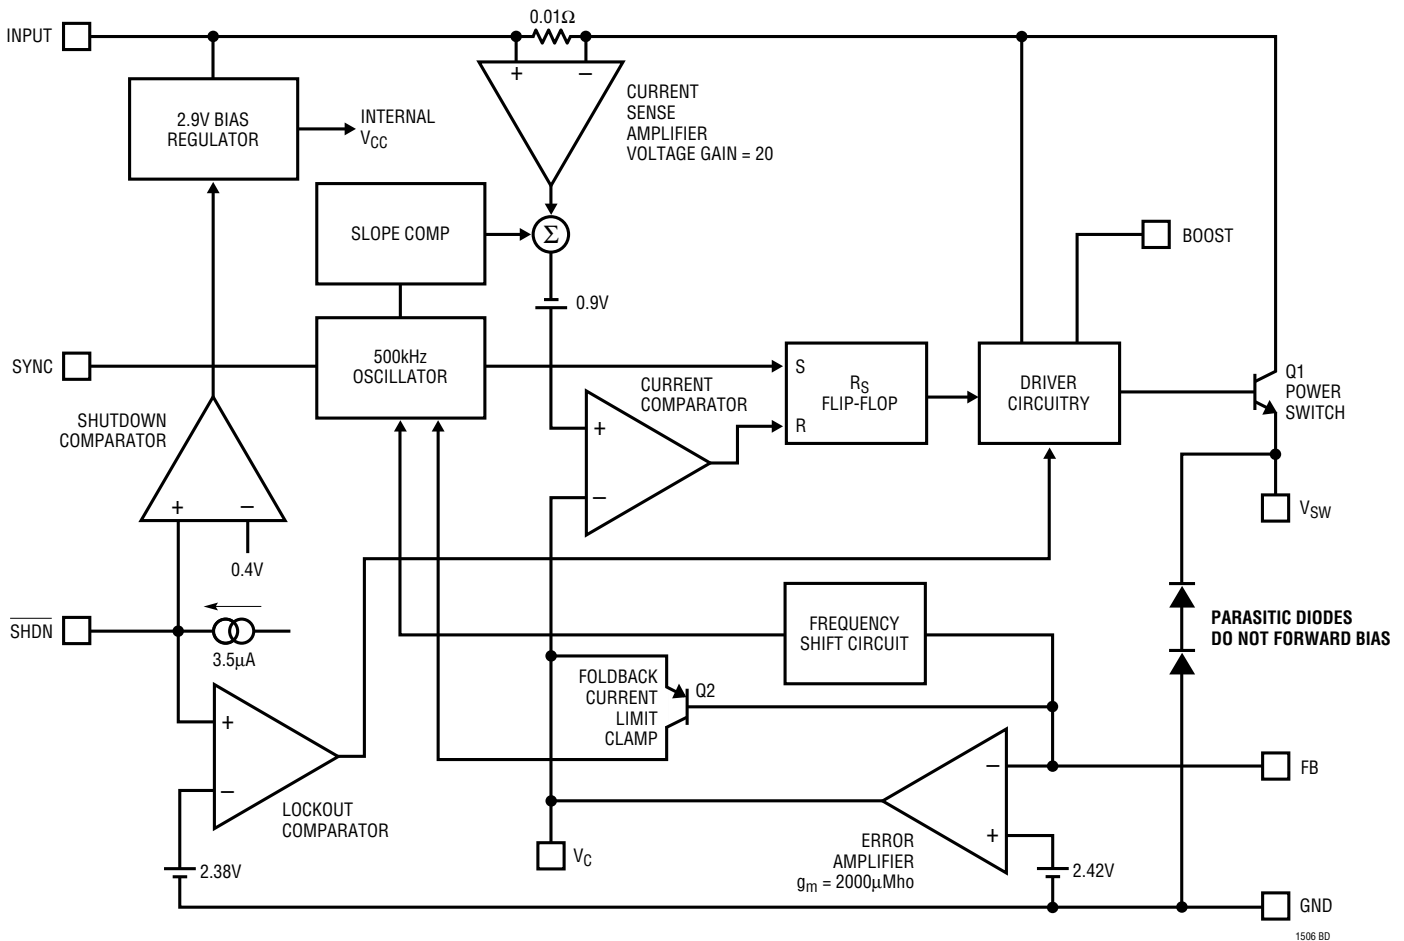 0.01Ω
INPUT
+
−
2.9V BIAS
REGULATOR
INTERNAL
VCC
CURRENT
SENSE
AMPLIFIER
VOLTAGE GAIN = 20
SLOPE COMP
Σ
BOOST
0.9V
SYNC
500kHz
OSCILLATOR
S
RS
FLIP-FLOP
R
DRIVER
CIRCUITRY
Q1
POWER
SWITCH
CURRENT
COMPARATOR
+
−
SHUTDOWN
COMPARATOR
+
−
0.4V
VSW
SHDN
3.5µA
FREQUENCY
SHIFT CIRCUIT
PARASITIC DIODES
DO NOT FORWARD BIAS
FOLDBACK
CURRENT
LIMIT
CLAMP
Q2
+
−
LOCKOUT
COMPARATOR
−
+
FB
ERROR
AMPLIFIER
gm = 2000µMho
VC
2.38V
2.42V
GND
1506 BD